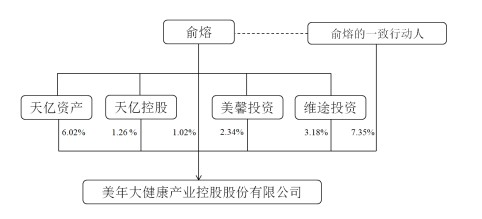 俞熔
俞熔的一致行动人
天亿资产
天亿控股
美馨投资
维途投资
6.02%
1.26 %
1.02%
2.34%
3.18%
7.35%
美年大健康产业控股股份有限公司